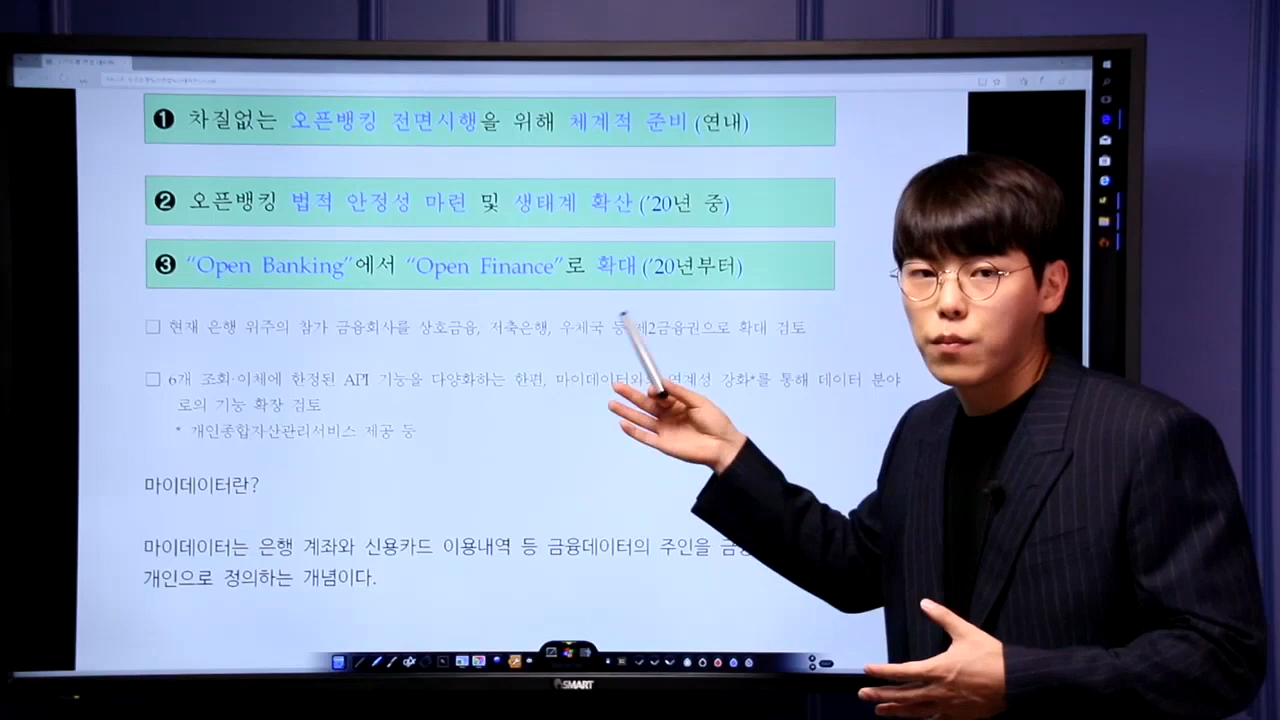 ❶ 차질없는 오픈뱅킹 전면시행을 위해 체계적 준비 (연내)
❷ 오픈뱅킹 법적 안정성 마련 및 생태계 확산 ('20년 중)
❸ “Open Banking”에서 “Open Finance”로 확대 ('20년부터)
□ 현재 은행 위주의 참가 금융회사를 상호금융, 저축은행, 우체국 등 제2금융권으로 확대 검토
□ 6개 조회·이체에 한정된 API 기능을 다양화하는 한편, 마이데이터와의 연계성 강화*를 통해 데이터 분야
로의 기능 확장 검토
* 개인종합자산관리서비스 제공 등
마이데이터란?
마이데이터는 은행 계좌와 신용카드 이용내역 등 금융데이터의 주인을
개인으로 정의하는 개념이다.
SMART